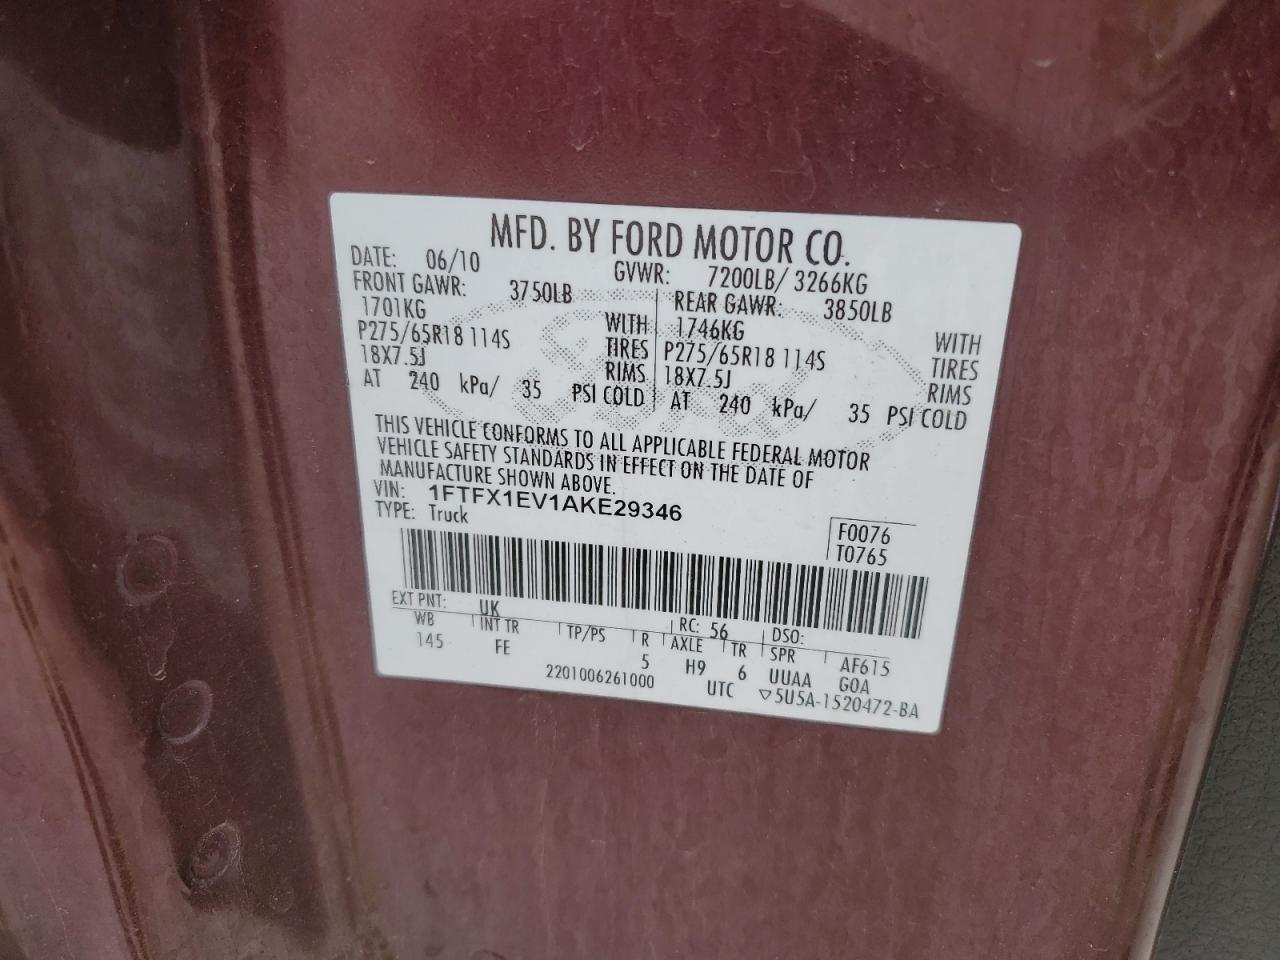 MFD. BY FORD MOTOR CO.
DATE: 06/10 GVWR: 7200LB/ 3266KG
FRONT GAWR: 3750LB REAR GAWR: 3850LB
1701KG WITH 1746KG WITH
P275/65R18 114S TIRES P275/65R18 114S TIRES
18X7.5J RIMS 18X7.5J RIMS
AT 240 kPa/ 35 PSI COLD AT 240 kPa/ 35 PSI COLD
THIS VEHICLE CONFORMS TO ALL APPLICABLE FEDERAL MOTOR
VEHICLE SAFETY STANDARDS IN EFFECT ON THE DATE OF
MANUFACTURE SHOWN ABOVE.
VIN: 1FTFX1EV1AKE29346
TYPE: Truck
F0076
T0765
EXT PNT: UK RC: 56 DSO:
WB INT TR TP/PS R AXLE TR SPR AF615
145 FE 5 H9 6 UUAA GOA
2201006261000 UTC ▽5U5A-1520472-BA